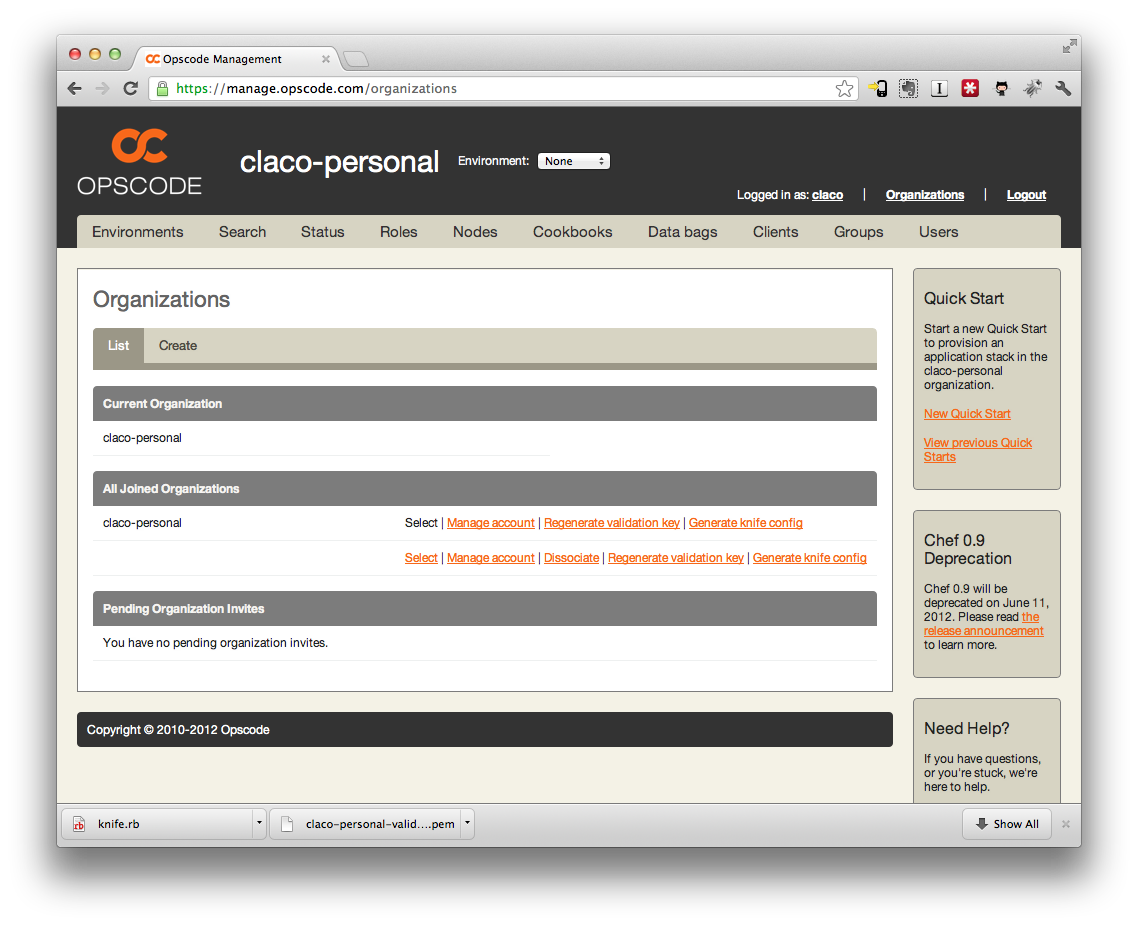 Opscode Management
https://manage.opscode.com/organizations
OPSCODE
claco-personal
Environment: None
Logged in as: claco | Organizations | Logout
Environments Search Status Roles Nodes Cookbooks Data bags Clients Groups Users
Organizations
List Create
Current Organization
claco-personal
All Joined Organizations
claco-personal Select | Manage account | Regenerate validation key | Generate knife config
Select | Manage account | Dissociate | Regenerate validation key | Generate knife config
Pending Organization Invites
You have no pending organization invites.
Copyright © 2010-2012 Opscode
Quick Start
Start a new Quick Start
to provision an
application stack in the
claco-personal
organization.
New Quick Start
View previous Quick
Starts
Chef 0.9
Deprecation
Chef 0.9 will be
deprecated on June 11,
2012. Please read the
release announcement
to learn more.
Need Help?
If you have questions,
or you're stuck, we're
here to help.
knife.rb
claco-personal-valid....pem
Show All